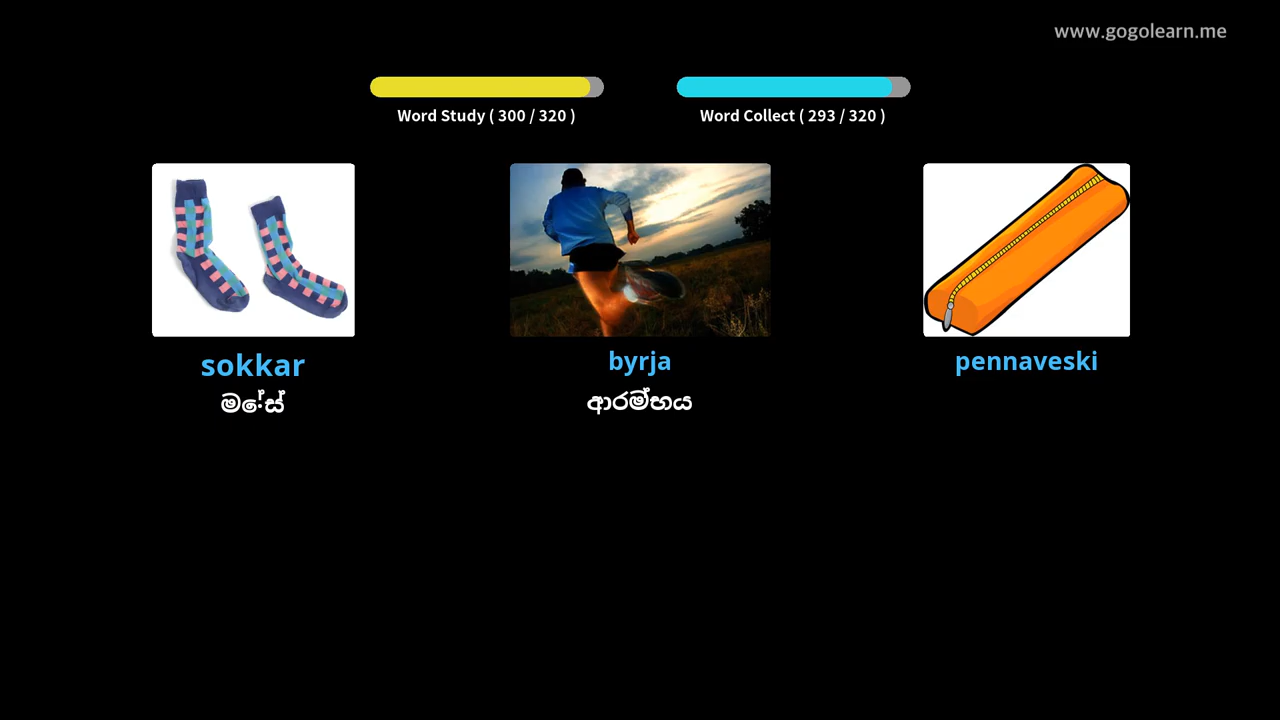 www.gogolearn.me
Word Study ( 300 / 320 )
Word Collect ( 293 / 320 )
sokkar
byrja
pennaveski
මේස්
ආරම්භය